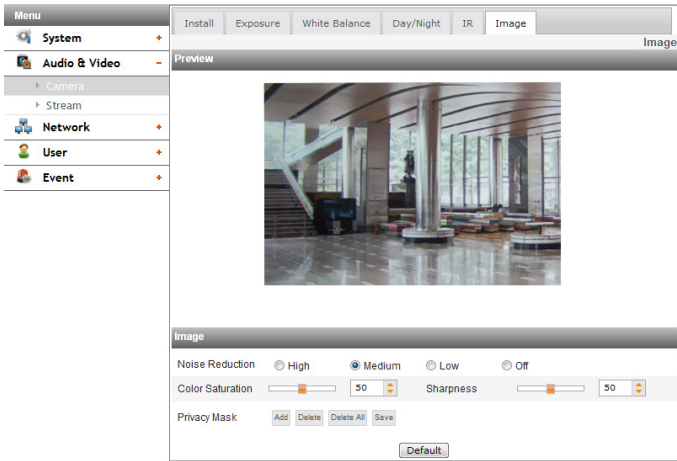 Menu
System +
Audio & Video -
Camera
Stream
Network +
User +
Event +
Install Exposure White Balance Day/Night IR Image
Image
Preview
Image
Noise Reduction High Medium Low Off
Color Saturation 50 Sharpness 50
Privacy Mask Add Delete Delete All Save
Default